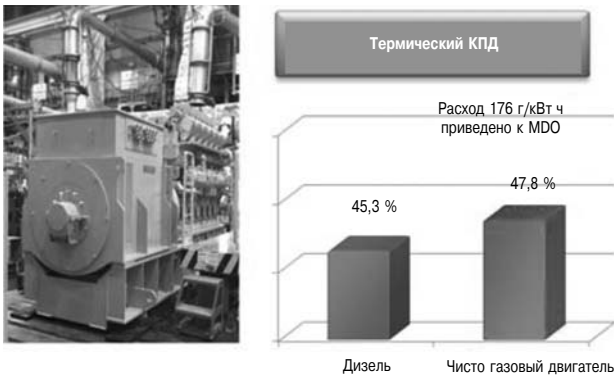 Термический КПД
Расход 176 г/кВт ч
приведено к MDO
47,8 %
45,3 %
Дизель
Чисто газовый двигатель